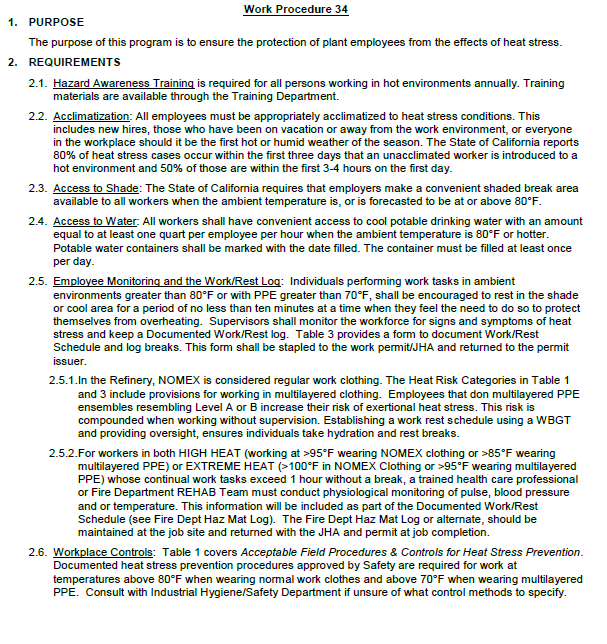 Work Procedure 34
1. PURPOSE
The purpose of this program is to ensure the protection of plant employees from the effects of heat stress.
2. REQUIREMENTS
2.1. Hazard Awareness Training is required for all persons working in hot environments annually. Training
materials are available through the Training Department.
2.2. Acclimatization: All employees must be appropriately acclimatized to heat stress conditions. This
includes new hires, those who have been on vacation or away from the work environment, or everyone
in the workplace should it be the first hot or humid weather of the season. The State of California reports
80% of heat stress cases occur within the first three days that an unacclimated worker is introduced to a
hot environment and 50% of those are within the first 3-4 hours on the first day.
2.3. Access to Shade: The State of California requires that employers make a convenient shaded break area
available to all workers when the ambient temperature is, or is forecasted to be at or above 80°F.
2.4. Access to Water: All workers shall have convenient access to cool potable drinking water with an amount
equal to at least one quart per employee per hour when the ambient temperature is 80°F or hotter.
Potable water containers shall be marked with the date filled. The container must be filled at least once
per day.
2.5. Employee Monitoring and the Work/Rest Log: Individuals performing work tasks in ambient
environments greater than 80°F or with PPE greater than 70°F, shall be encouraged to rest in the shade
or cool area for a period of no less than ten minutes at a time when they feel the need to do so to protect
themselves from overheating. Supervisors shall monitor the workforce for signs and symptoms of heat
stress and keep a Documented Work/Rest log. Table 3 provides a form to document Work/Rest
Schedule and log breaks. This form shall be stapled to the work permit/JHA and returned to the permit
issuer.
2.5.1.In the Refinery, NOMEX is considered regular work clothing. The Heat Risk Categories in Table 1
and 3 include provisions for working in multilayered clothing. Employees that don multilayered PPE
ensembles resembling Level A or B increase their risk of exertional heat stress. This risk is
compounded when working without supervision. Establishing a work rest schedule using a WBGT
and providing oversight, ensures individuals take hydration and rest breaks.
2.5.2.For workers in both HIGH HEAT (working at >95°F wearing NOMEX clothing or >85°F wearing
multilayered PPE) or EXTREME HEAT (>100°F in NOMEX Clothing or >95°F wearing multilayered
PPE) whose continual work tasks exceed 1 hour without a break, a trained health care professional
or Fire Department REHAB Team must conduct physiological monitoring of pulse, blood pressure
and or temperature. This information will be included as part of the Documented Work/Rest
Schedule (see Fire Dept Haz Mat Log). The Fire Dept Haz Mat Log or alternate, should be
maintained at the job site and returned with the JHA and permit at job completion.
2.6. Workplace Controls: Table 1 covers Acceptable Field Procedures & Controls for Heat Stress Prevention.
Documented heat stress prevention procedures approved by Safety are required for work at
temperatures above 80°F when wearing normal work clothes and above 70°F when wearing multilayered
PPE. Consult with Industrial Hygiene/Safety Department if unsure of what control methods to specify.